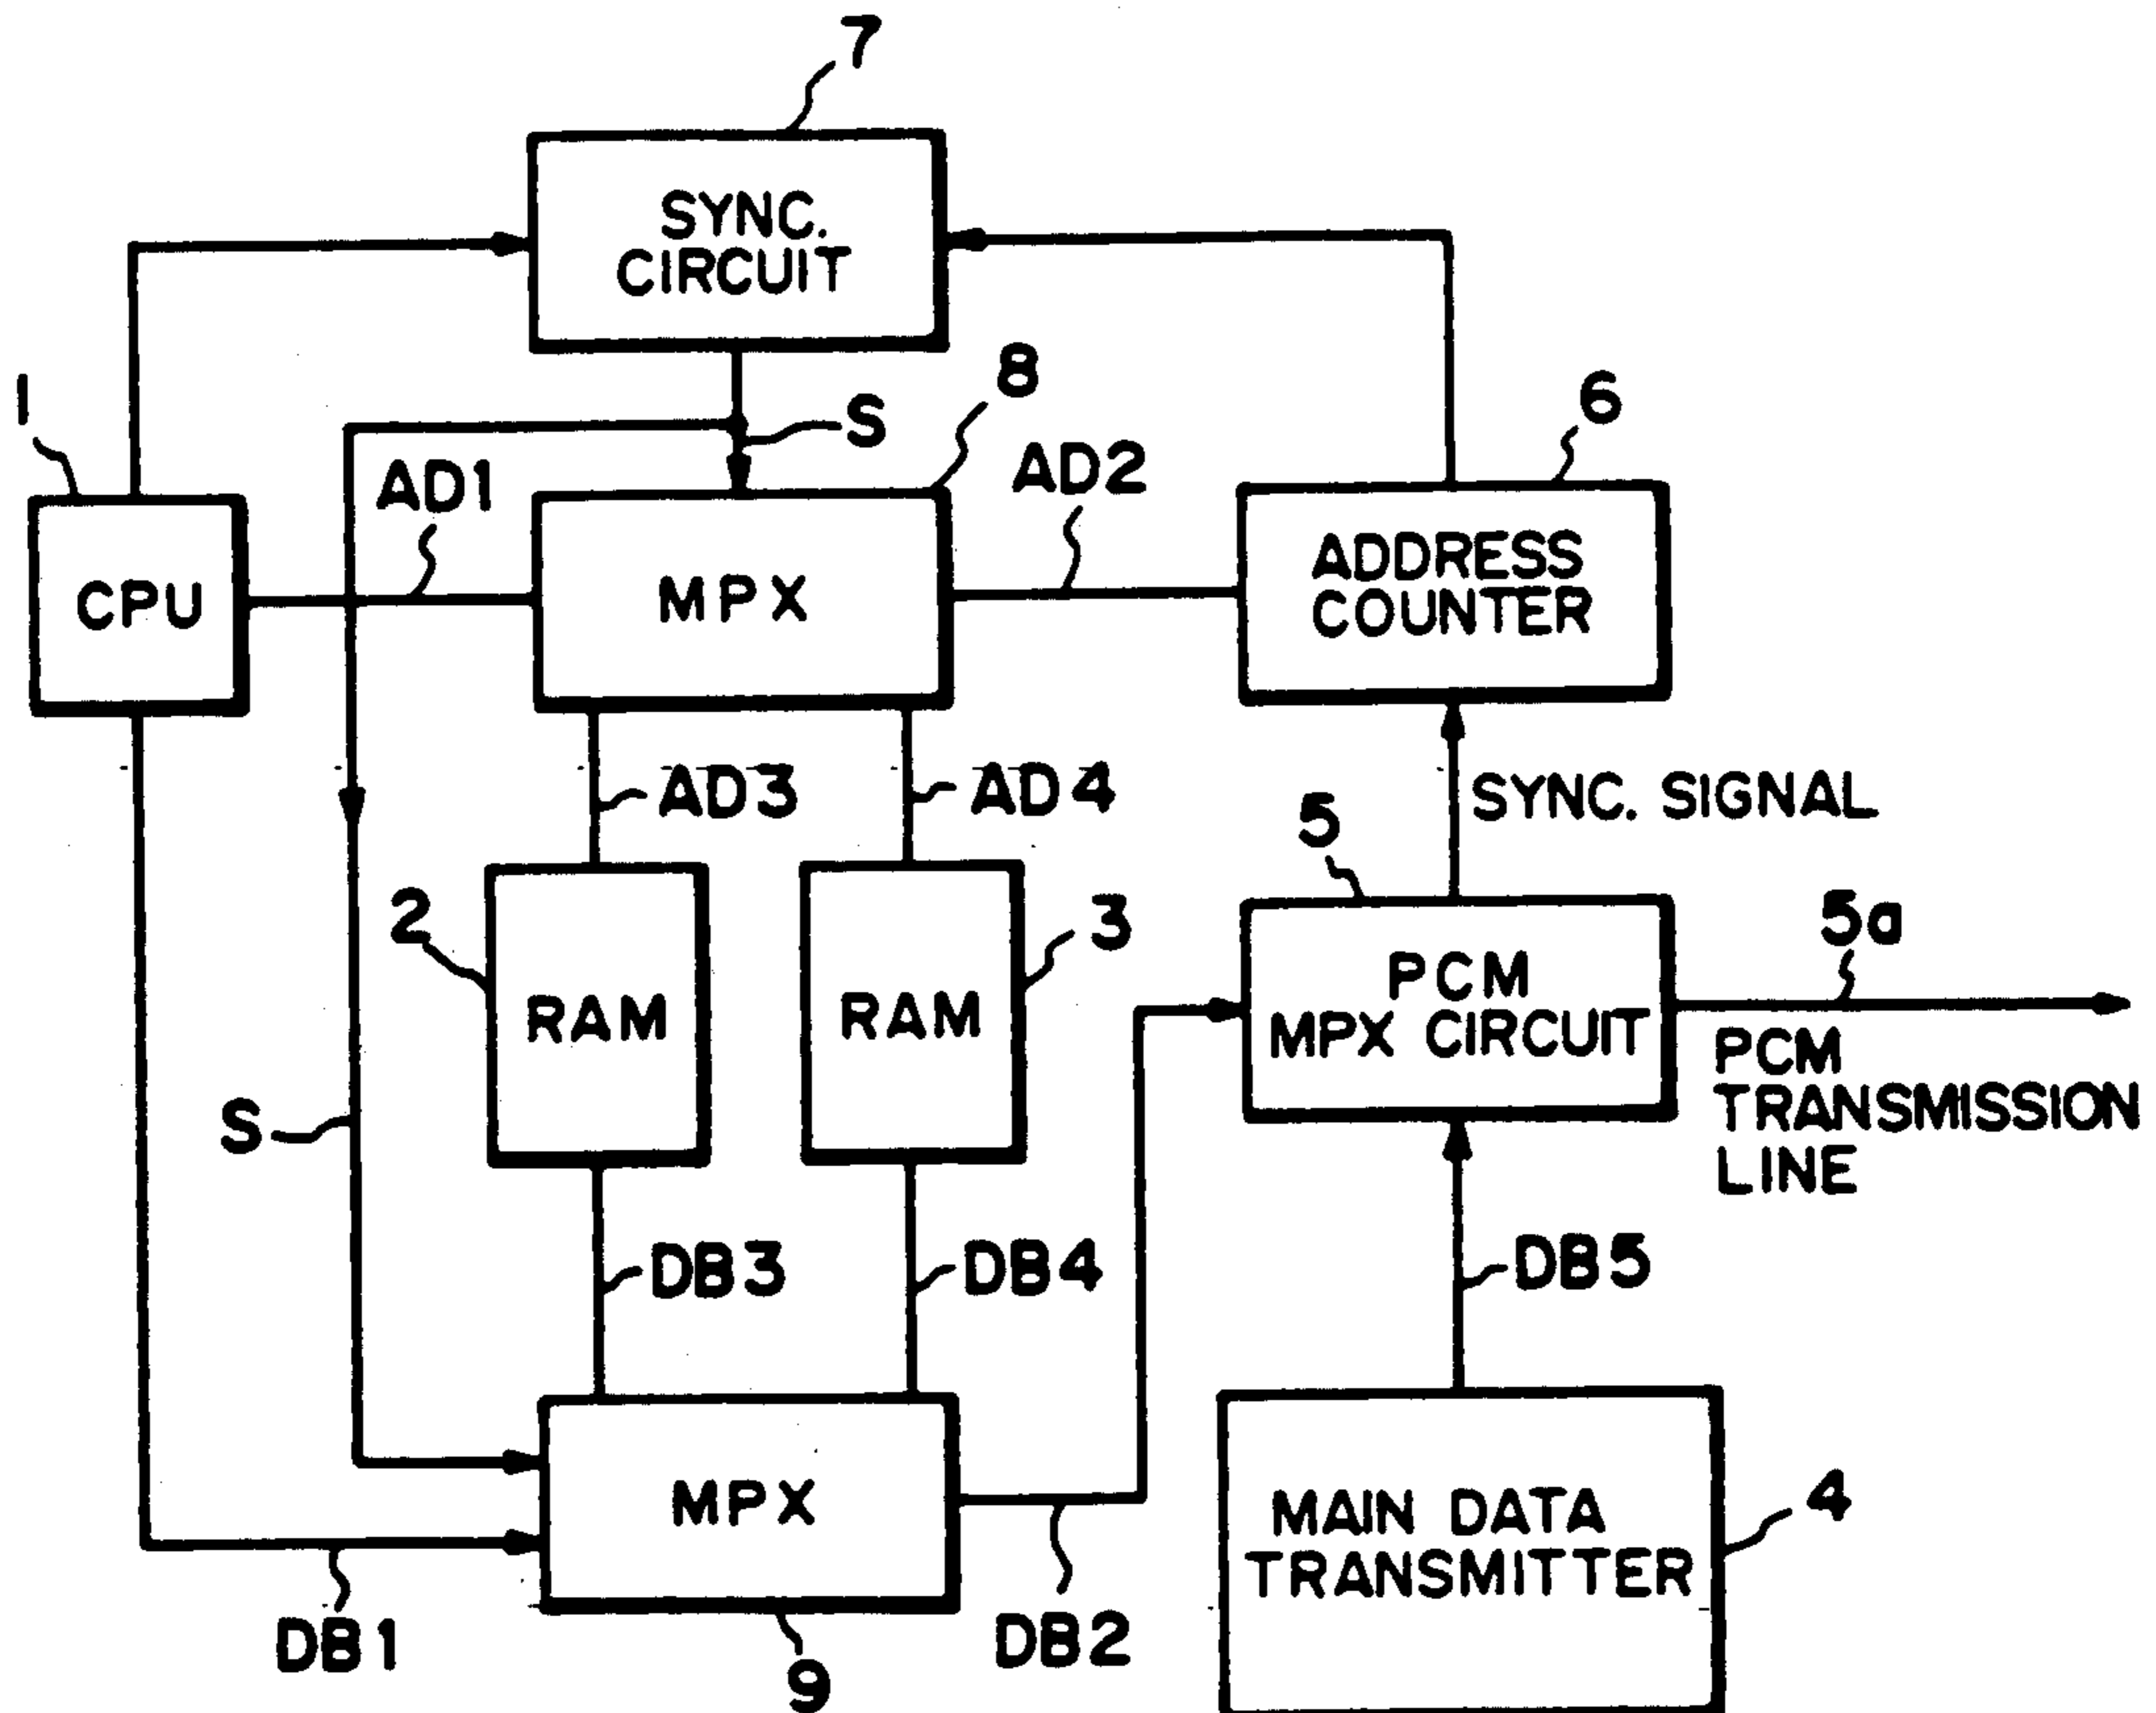 7
SYNC.
CIRCUIT
8
1
S
6
AD1
AD2
CPU
MPX
ADDRESS
COUNTER
AD3
AD4
SYNC. SIGNAL
5
2
3
5a
RAM
RAM
PCM
MPX CIRCUIT
PCM
TRANSMISSION
LINE
S
DB3
DB4
DB5
MPX
MAIN DATA
TRANSMITTER
4
DB1
DB2
9